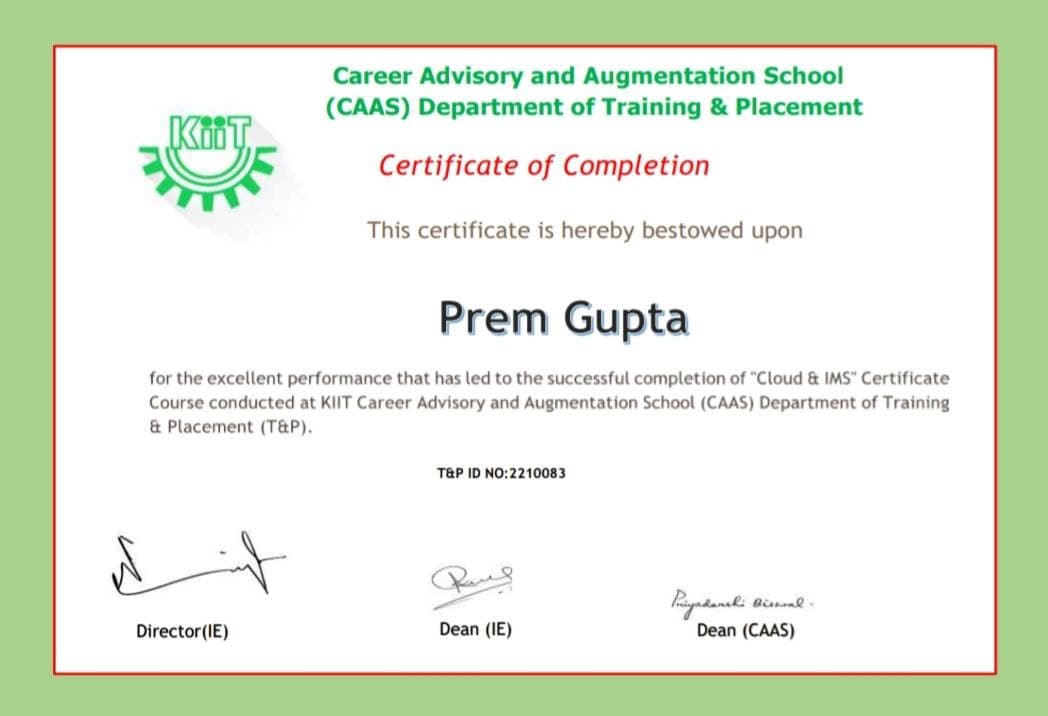 KiiT
Career Advisory and Augmentation School
(CAAS) Department of Training & Placement
Certificate of Completion
This certificate is hereby bestowed upon
Prem Gupta
for the excellent performance that has led to the successful completion of "Cloud & IMS" Certificate
Course conducted at KIIT Career Advisory and Augmentation School (CAAS) Department of Training
& Placement (T&P).
T&P ID NO:2210083
Priyadarshi Biswal.
Director(IE)
Dean (IE)
Dean (CAAS)